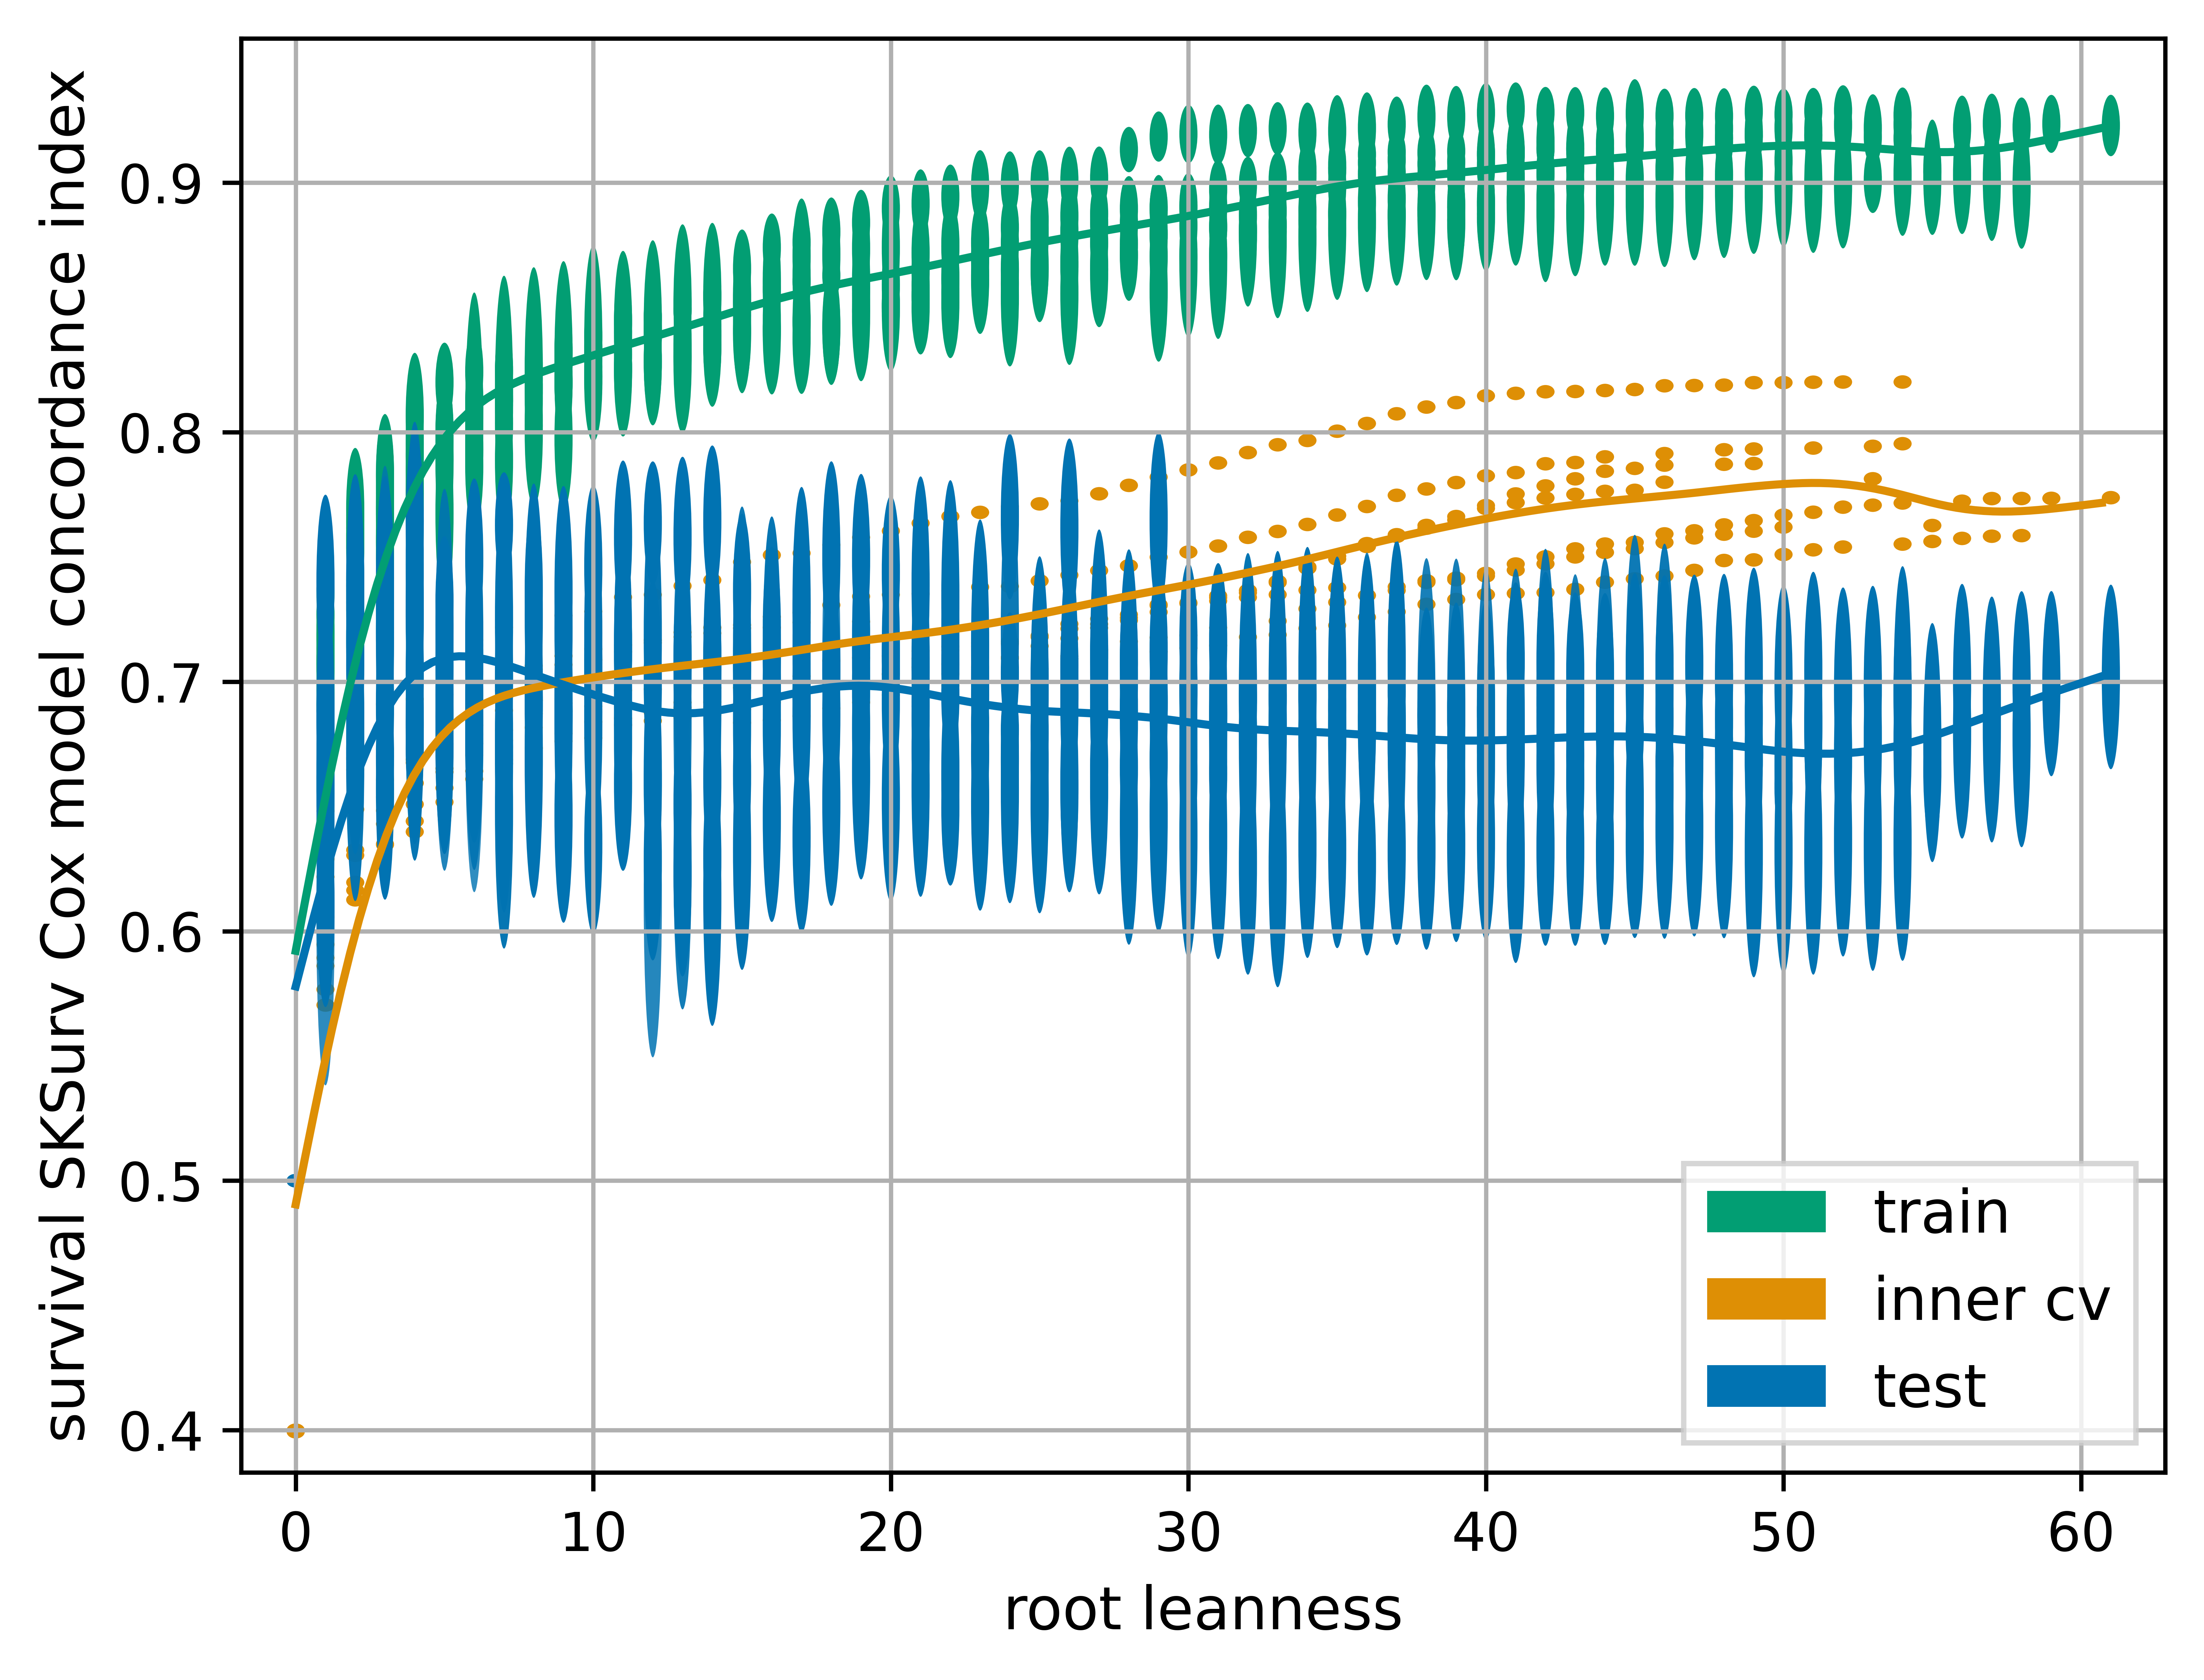 survival SKSurv Cox model concordance index
0.9
0.8
0.7
0.6
0.5
0.4
train
inner cv
test
0 10 20 30 40 50 60
root leanness